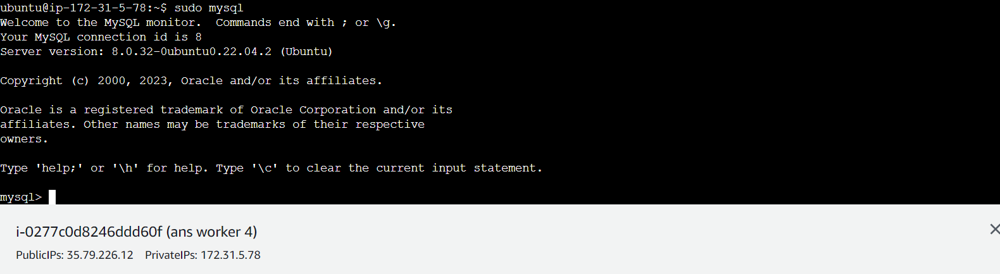 ubuntu@ip-172-31-5-78:~$ sudo mysql
Welcome to the MySQL monitor.  Commands end with ; or \g.
Your MySQL connection id is 8
Server version: 8.0.32-0ubuntu0.22.04.2 (Ubuntu)
Copyright (c) 2000, 2023, Oracle and/or its affiliates.
Oracle is a registered trademark of Oracle Corporation and/or its
affiliates. Other names may be trademarks of their respective
owners.
Type 'help;' or '\h' for help. Type '\c' to clear the current input statement.
mysql>
i-0277c0d8246ddd60f (ans worker 4)
PublicIPs: 35.79.226.12    PrivateIPs: 172.31.5.78